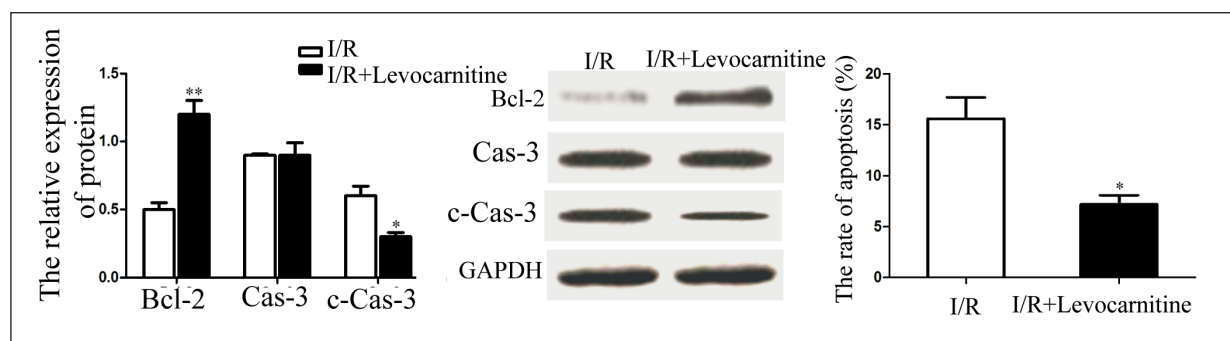 I/R
I/R+Levocarnitine
The relative expression
of protein
1.5
1.0
0.5
0.0
**
*
Bcl-2
Cas-3
c-Cas-3
I/R
I/R+Levocarnitine
Bcl-2
Cas-3
c-Cas-3
GAPDH
The rate of apoptosis (%)
20
15
10
5
0
*
I/R
I/R+Levocarnitine